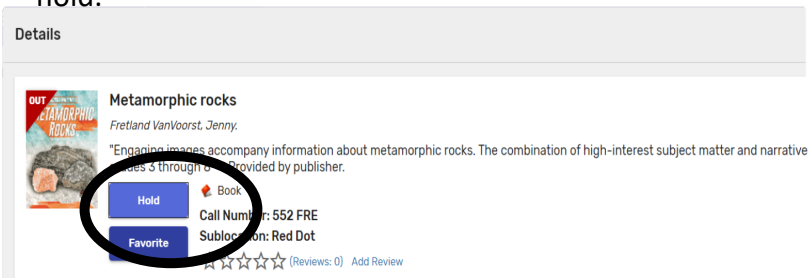 hold.
Details
OUT
METAMORPHIC
ROCKS
Metamorphic rocks
Fretland VanVoorst, Jenny.
"Engaging images accompany information about metamorphic rocks. The combination of high-interest subject matter and narrative
3 through Provided by publisher.
Hold
Book
Call Number: 552 FRE
Favorite
Sublocation: Red Dot
(Reviews: 0) Add Review